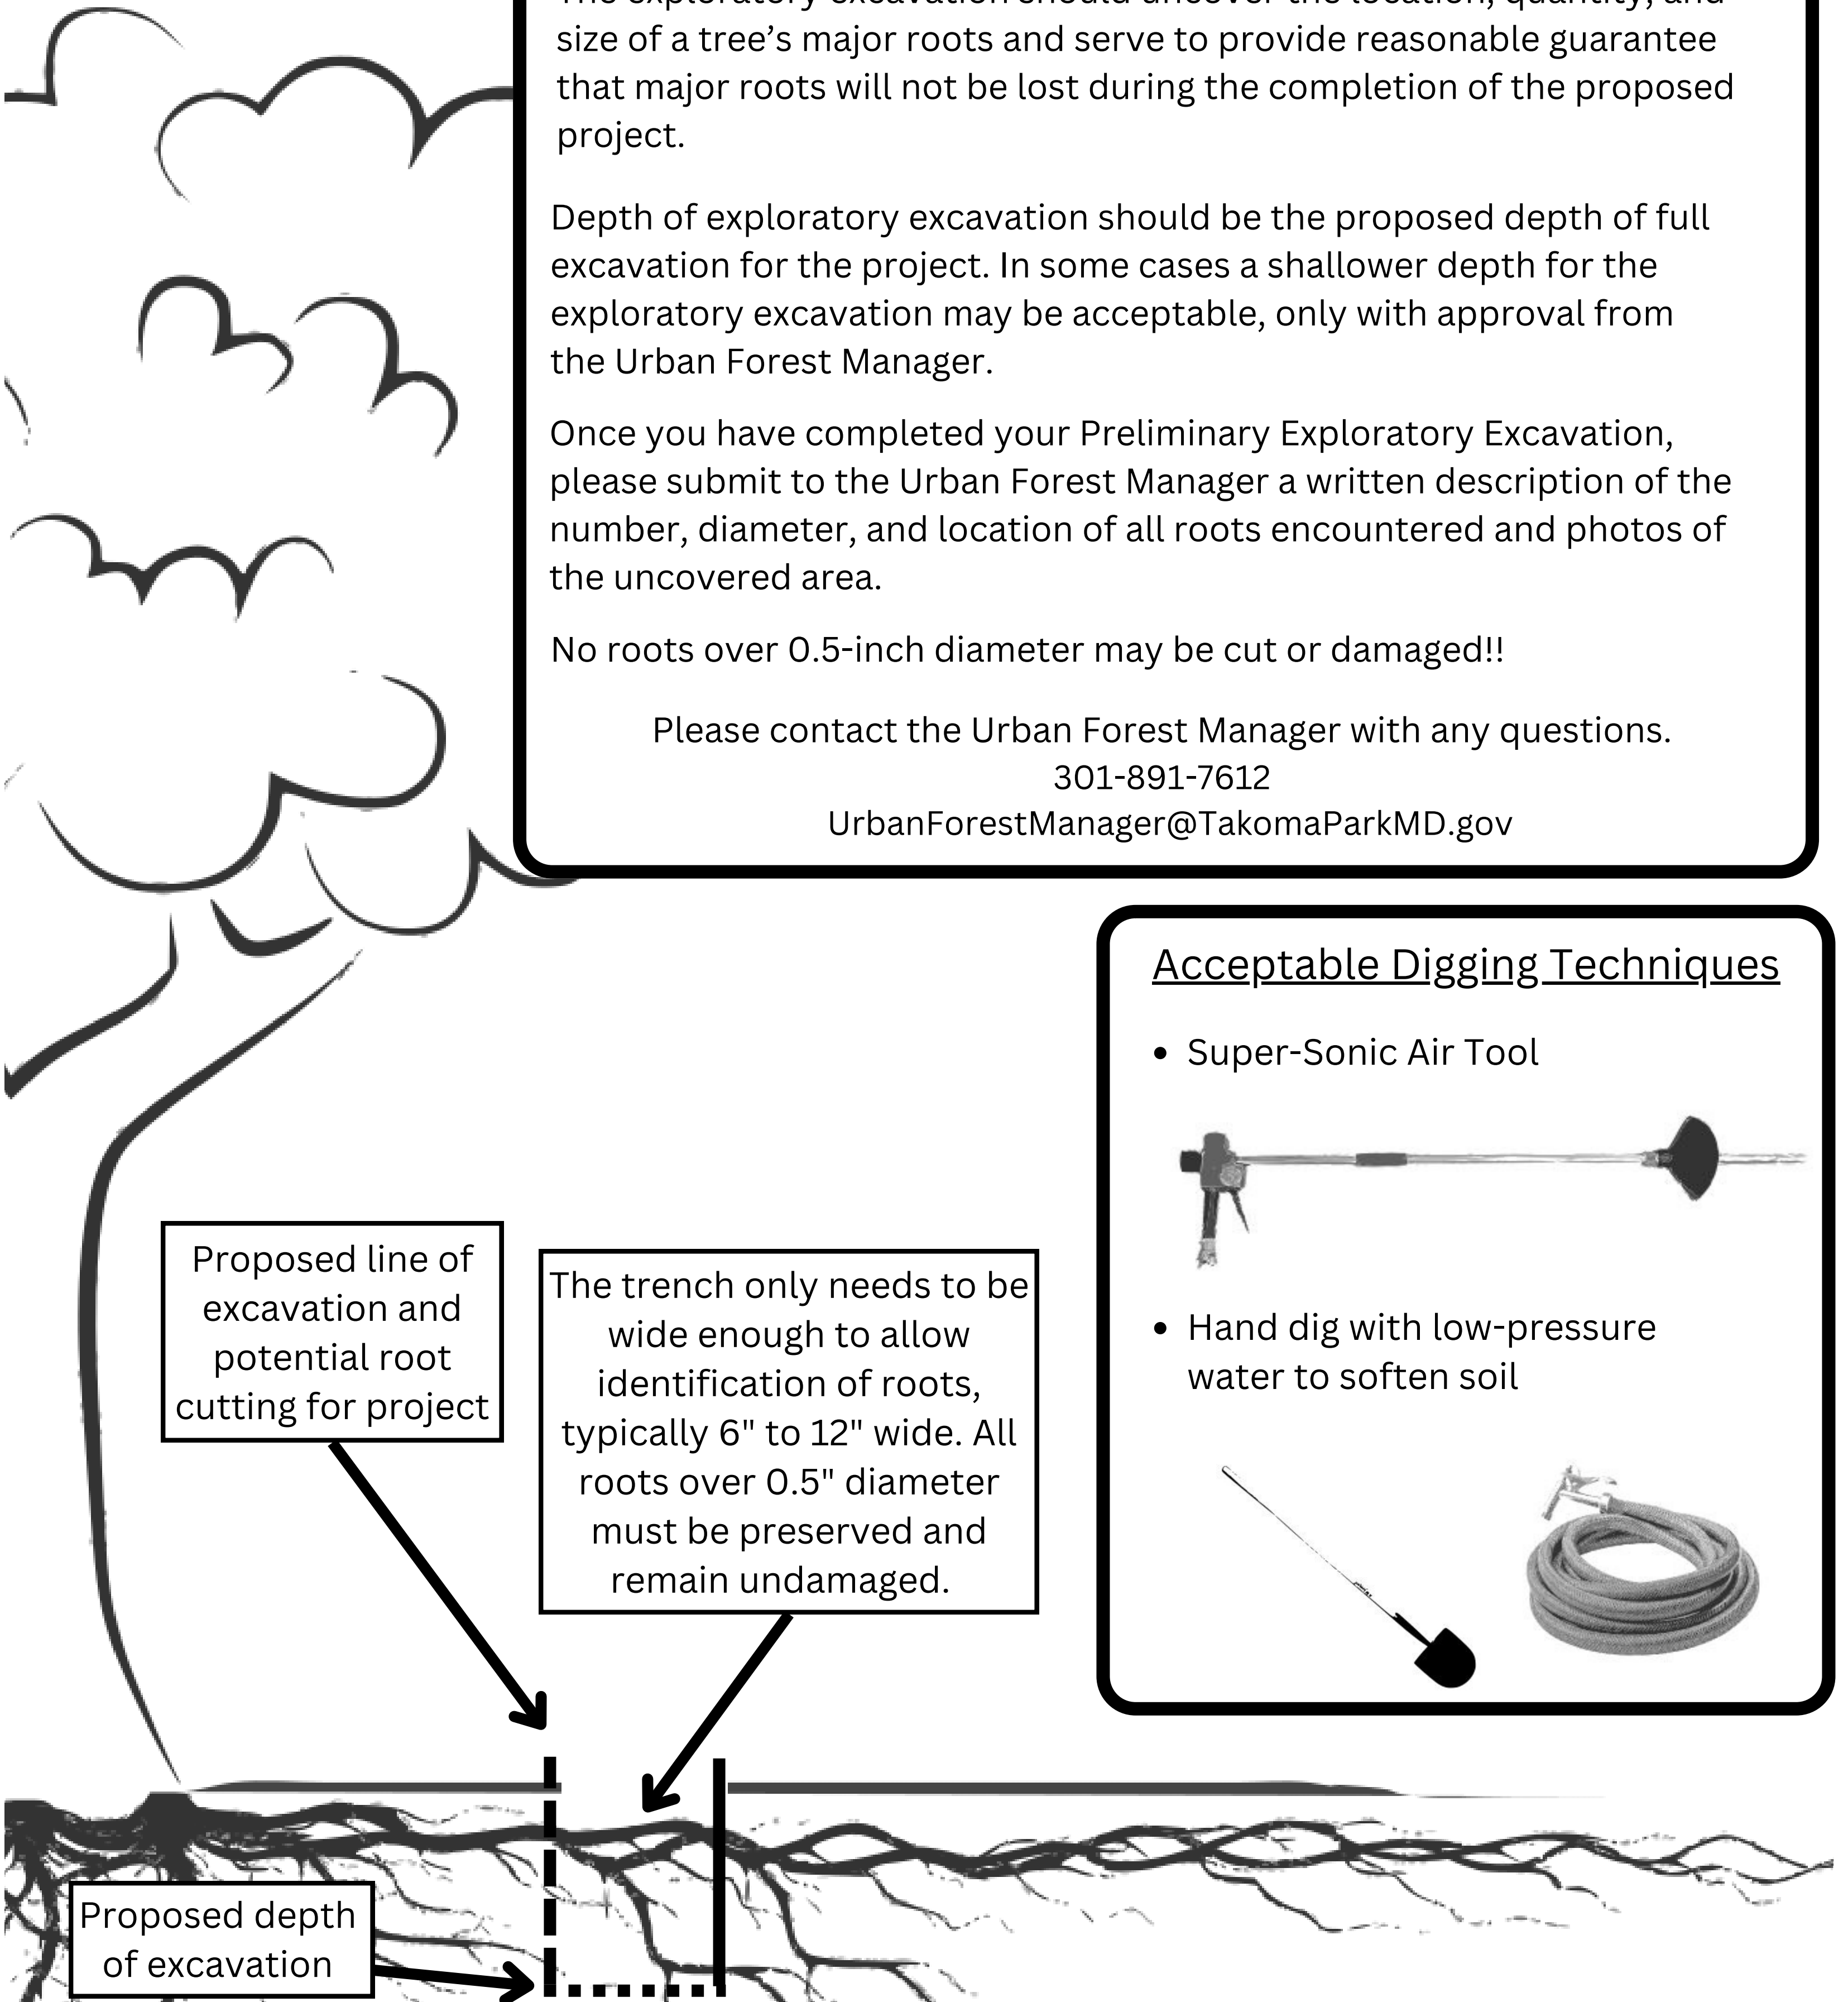 The exploratory excavation should uncover the location, quantity, and
size of a tree’s major roots and serve to provide reasonable guarantee
that major roots will not be lost during the completion of the proposed
project.
Depth of exploratory excavation should be the proposed depth of full
excavation for the project. In some cases a shallower depth for the
exploratory excavation may be acceptable, only with approval from
the Urban Forest Manager.
Once you have completed your Preliminary Exploratory Excavation,
please submit to the Urban Forest Manager a written description of the
number, diameter, and location of all roots encountered and photos of
the uncovered area.
No roots over 0.5-inch diameter may be cut or damaged!!
Please contact the Urban Forest Manager with any questions.
301-891-7612
UrbanForestManager@TakomaParkMD.gov
Acceptable Digging Techniques
• Super-Sonic Air Tool
• Hand dig with low-pressure
water to soften soil
Proposed line of
excavation and
potential root
cutting for project
The trench only needs to be
wide enough to allow
identification of roots,
typically 6" to 12" wide. All
roots over 0.5" diameter
must be preserved and
remain undamaged.
Proposed depth
of excavation